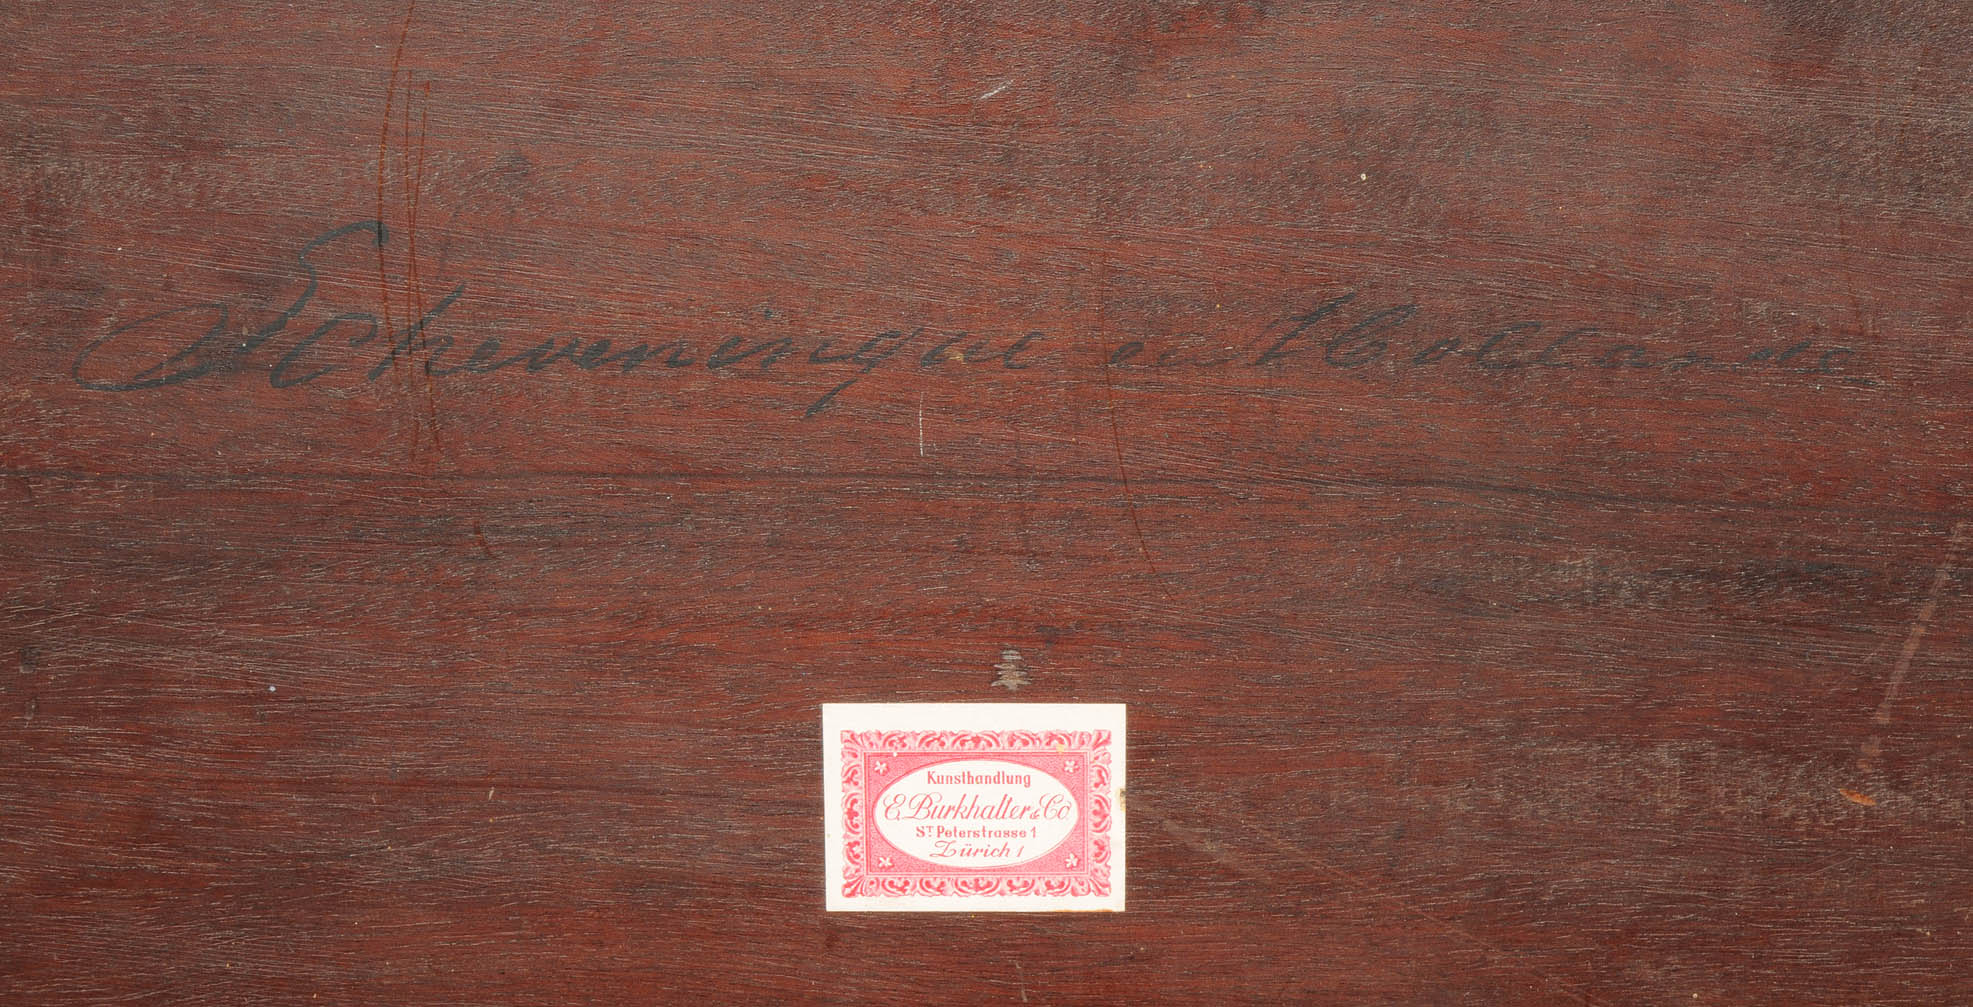 Scheveningue en Hollande
Kunsthandlung
E. Burkhalter & Co
ST Peterstrasse 1
Zürich 1